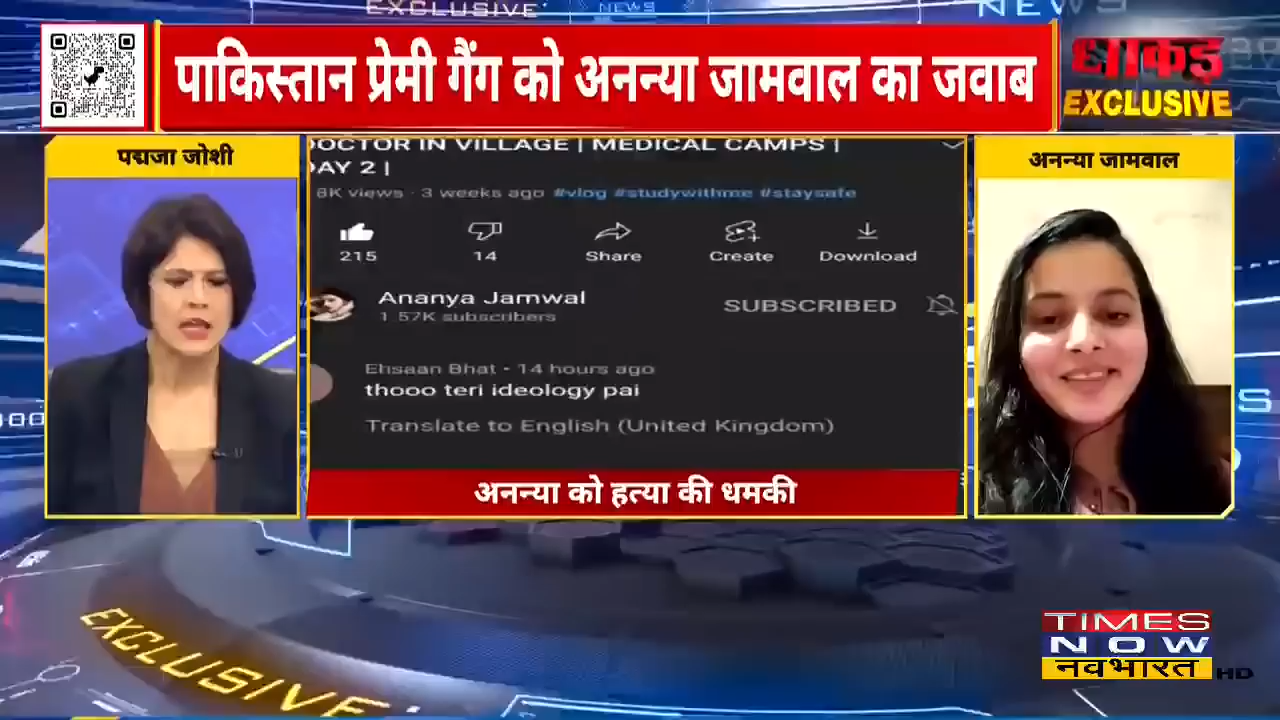 EXCLUSIVE
NEWS
NEWS
पाकिस्तान प्रेमी गैंग को अनन्या जामवाल का जवाब
धाकड़
EXCLUSIVE
पद्मजा जोशी
DOCTOR IN VILLAGE | MEDICAL CAMPS |
DAY 2 |
8K views · 3 weeks ago #vlog #studywithme #staysafe
215
14
Share
Create
Download
Ananya Jamwal
1.57K subscribers
SUBSCRIBED
Ehsaan Bhat • 14 hours ago
thooo teri ideology pai
Translate to English (United Kingdom)
अनन्या को हत्या की धमकी
अनन्या जामवाल
EXCLUSIVE
TIMES
NOW
नवभारत HD